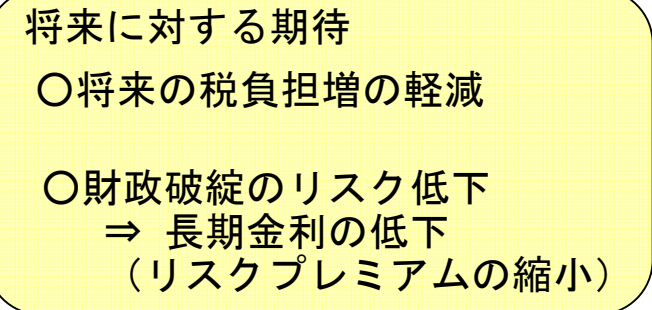 将来に対する期待
〇将来の税負担増の軽減
〇財政破綻のリスク低下
⇒ 長期金利の低下
（リスクプレミアムの縮小）